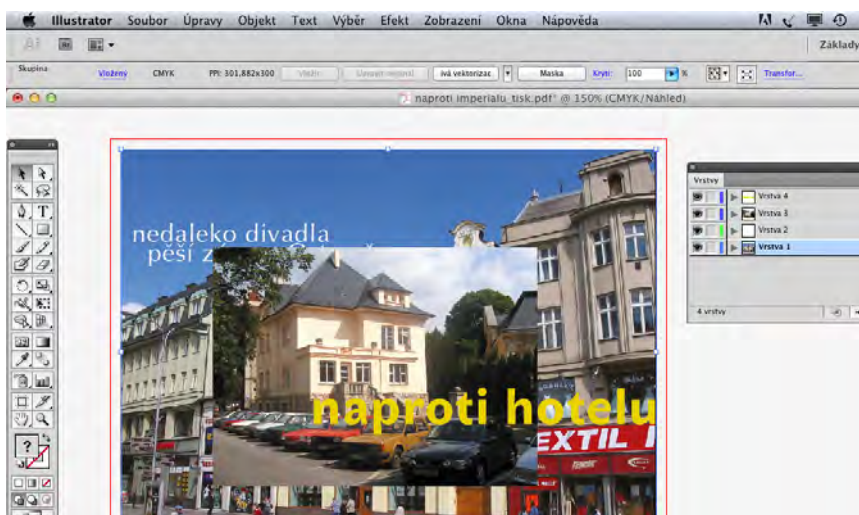 Illustrator Soubor Úpravy Objekt Text Výběr Efekt Zobrazení Okna Nápověda
Základy
Skupina
Vložený CMYK PPI: 301,882x300 Maska Krytí: 100 % Transfor...
naproti imperialu_tisk.pdf* @ 150% (CMYK/Náhled)
Vrstvy
Vrstva 4
Vrstva 3
Vrstva 2
Vrstva 1
4 vrstvy
nedaleko divadla
pěší
naproti hotelu
EXTIL